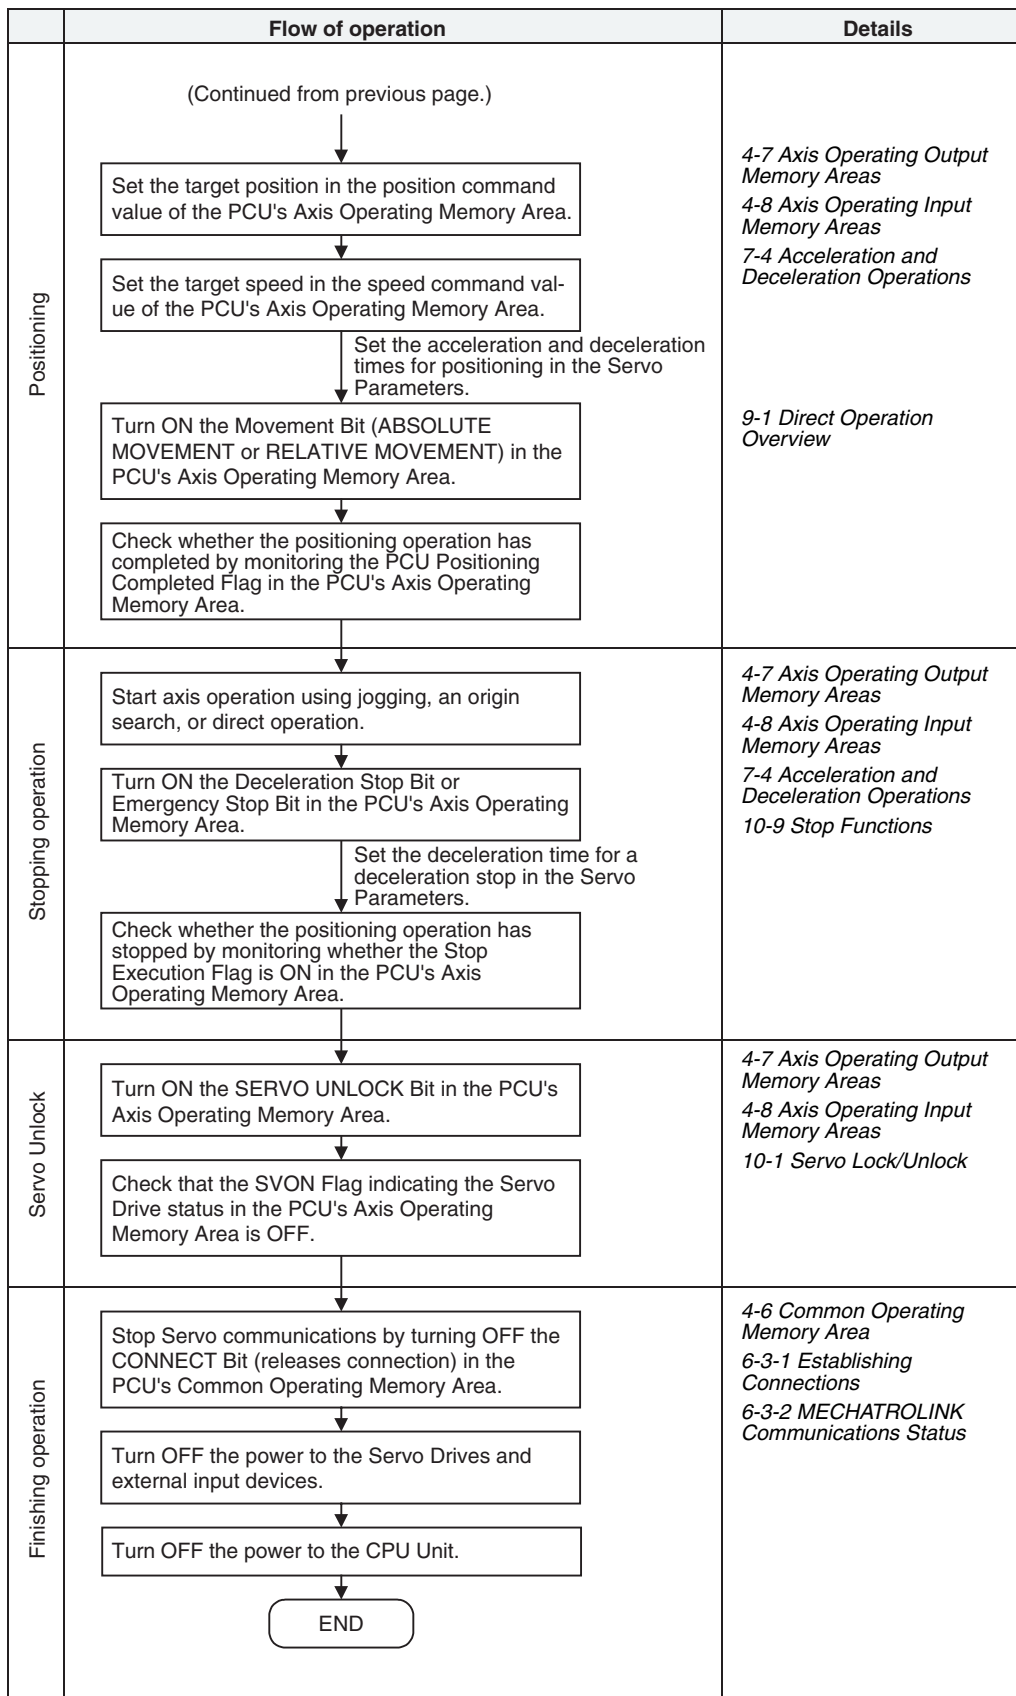 Flow of operation
Details
Positioning
(Continued from previous page.)
Set the target position in the position command
value of the PCU's Axis Operating Memory Area.
Set the target speed in the speed command val-
ue of the PCU's Axis Operating Memory Area.
Set the acceleration and deceleration
times for positioning in the Servo
Parameters.
Turn ON the Movement Bit (ABSOLUTE
MOVEMENT or RELATIVE MOVEMENT) in the
PCU's Axis Operating Memory Area.
Check whether the positioning operation has
completed by monitoring the PCU Positioning
Completed Flag in the PCU's Axis Operating
Memory Area.
4-7 Axis Operating Output
Memory Areas
4-8 Axis Operating Input
Memory Areas
7-4 Acceleration and
Deceleration Operations
9-1 Direct Operation
Overview
Stopping operation
Start axis operation using jogging, an origin
search, or direct operation.
Turn ON the Deceleration Stop Bit or
Emergency Stop Bit in the PCU's Axis Operating
Memory Area.
Set the deceleration time for a
deceleration stop in the Servo
Parameters.
Check whether the positioning operation has
stopped by monitoring whether the Stop
Execution Flag is ON in the PCU's Axis
Operating Memory Area.
4-7 Axis Operating Output
Memory Areas
4-8 Axis Operating Input
Memory Areas
7-4 Acceleration and
Deceleration Operations
10-9 Stop Functions
Servo Unlock
Turn ON the SERVO UNLOCK Bit in the PCU's
Axis Operating Memory Area.
Check that the SVON Flag indicating the Servo
Drive status in the PCU's Axis Operating
Memory Area is OFF.
4-7 Axis Operating Output
Memory Areas
4-8 Axis Operating Input
Memory Areas
10-1 Servo Lock/Unlock
Finishing operation
Stop Servo communications by turning OFF the
CONNECT Bit (releases connection) in the
PCU's Common Operating Memory Area.
Turn OFF the power to the Servo Drives and
external input devices.
Turn OFF the power to the CPU Unit.
END
4-6 Common Operating
Memory Area
6-3-1 Establishing
Connections
6-3-2 MECHATROLINK
Communications Status